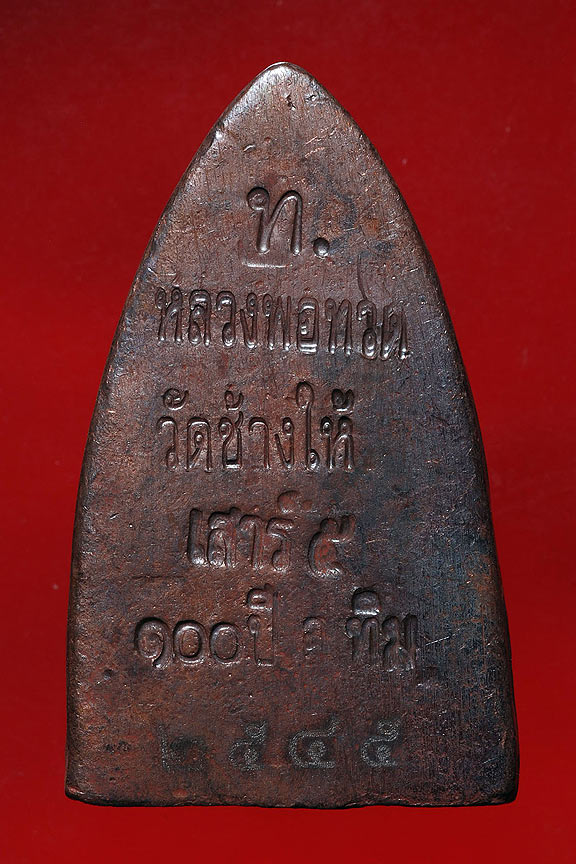 ท.
หลวงพอทวด
วัดช้างให้
เสาร์ ๕
๑๐๐ปี อ ทิม
๒๕๔๕